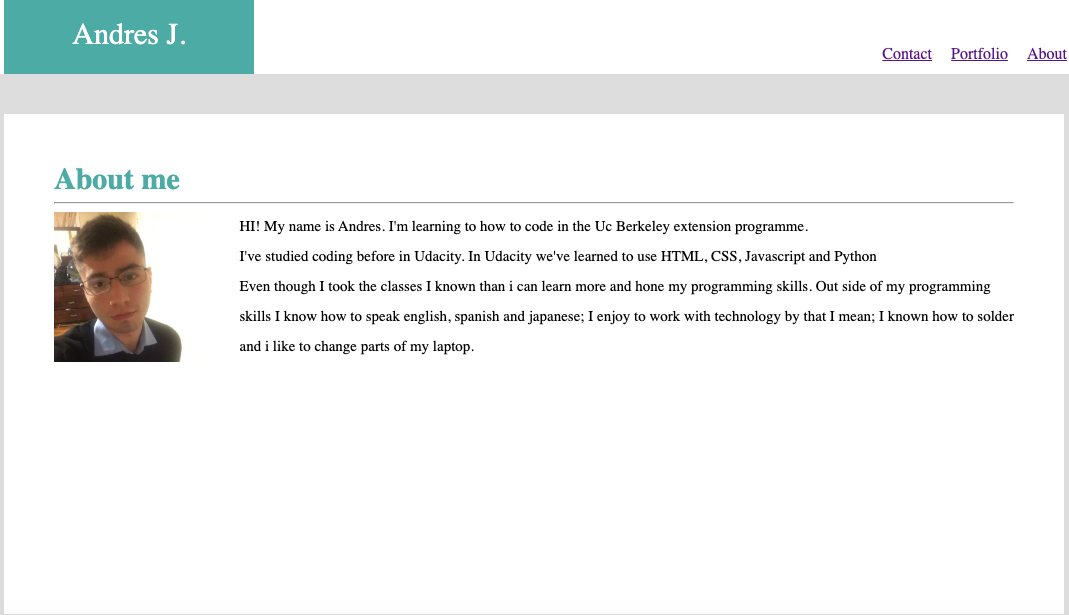 Andres J.
Contact Portfolio About
About me
HI! My name is Andres. I'm learning to how to code in the Uc Berkeley extension programme.
I've studied coding before in Udacity. In Udacity we've learned to use HTML, CSS, Javascript and Python
Even though I took the classes I known than i can learn more and hone my programming skills. Out side of my programming
skills I know how to speak english, spanish and japanese; I enjoy to work with technology by that I mean; I known how to solder
and i like to change parts of my laptop.